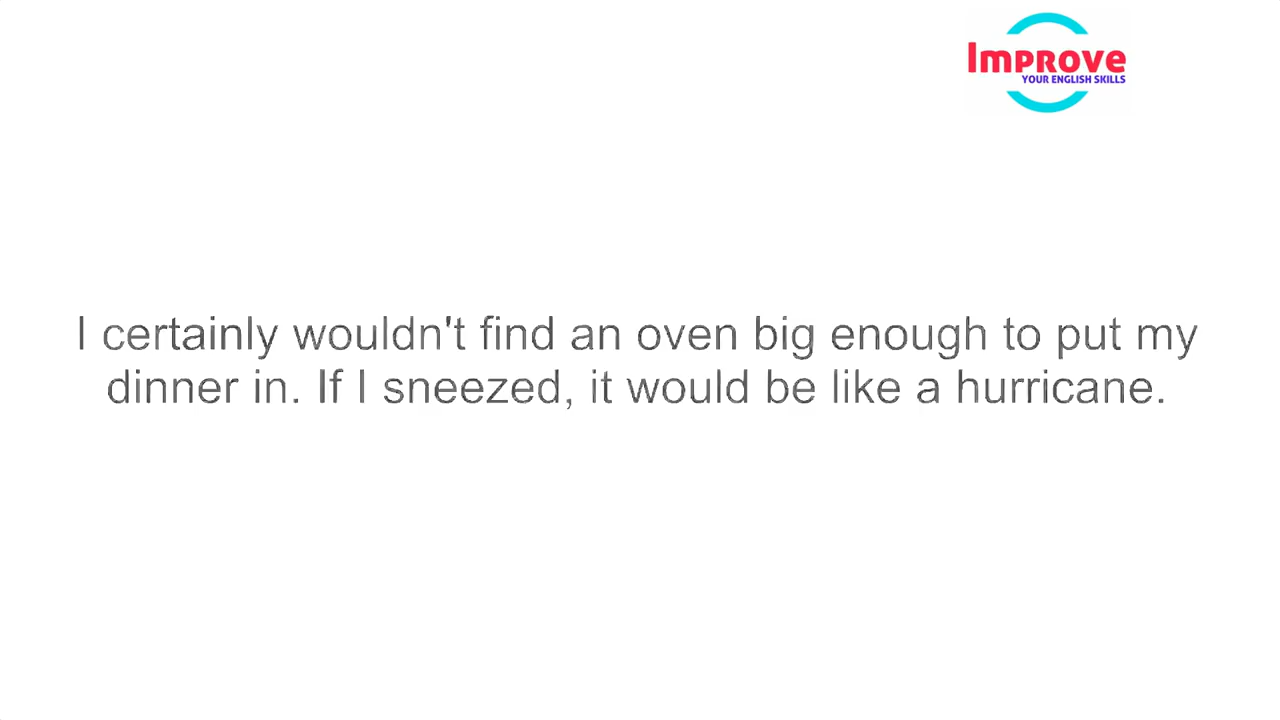 Improve
YOUR ENGLISH SKILLS
I certainly wouldn't find an oven big enough to put my
dinner in. If I sneezed, it would be like a hurricane.